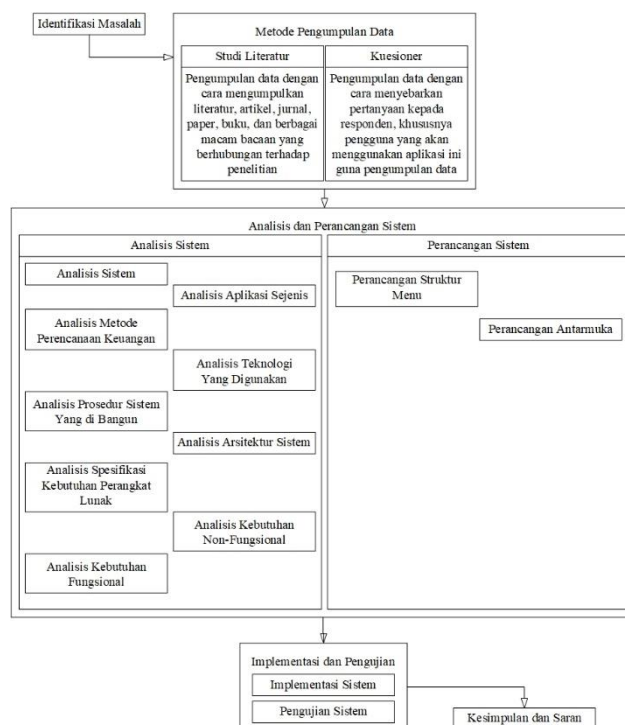 Identifikasi Masalah
Metode Pengumpulan Data
Studi Literatur
Pengumpulan data dengan
cara mengumpulkan
literatur, artikel, jurnal,
paper, buku, dan berbagai
macam bacaan yang
berhubungan terhadap
penelitian
Kuesioner
Pengumpulan data dengan
cara menyebarkan
pertanyaan kepada
responden, khususnya
pengguna yang akan
menggunakan aplikasi ini
guna pengumpulan data
Analisis dan Perancangan Sistem
Analisis Sistem
Analisis Sistem
Analisis Aplikasi Sejenis
Analisis Metode
Perencanaan Keuangan
Analisis Teknologi
Yang Digunakan
Analisis Prosedur Sistem
Yang di Bangun
Analisis Arsitektur Sistem
Analisis Spesifikasi
Kebutuhan Perangkat
Lunak
Analisis Kebutuhan
Non-Fungsional
Analisis Kebutuhan
Fungsional
Perancangan Sistem
Perancangan Struktur
Menu
Perancangan Antarmuka
Implementasi dan Pengujian
Implementasi Sistem
Pengujian Sistem
Kesimpulan dan Saran